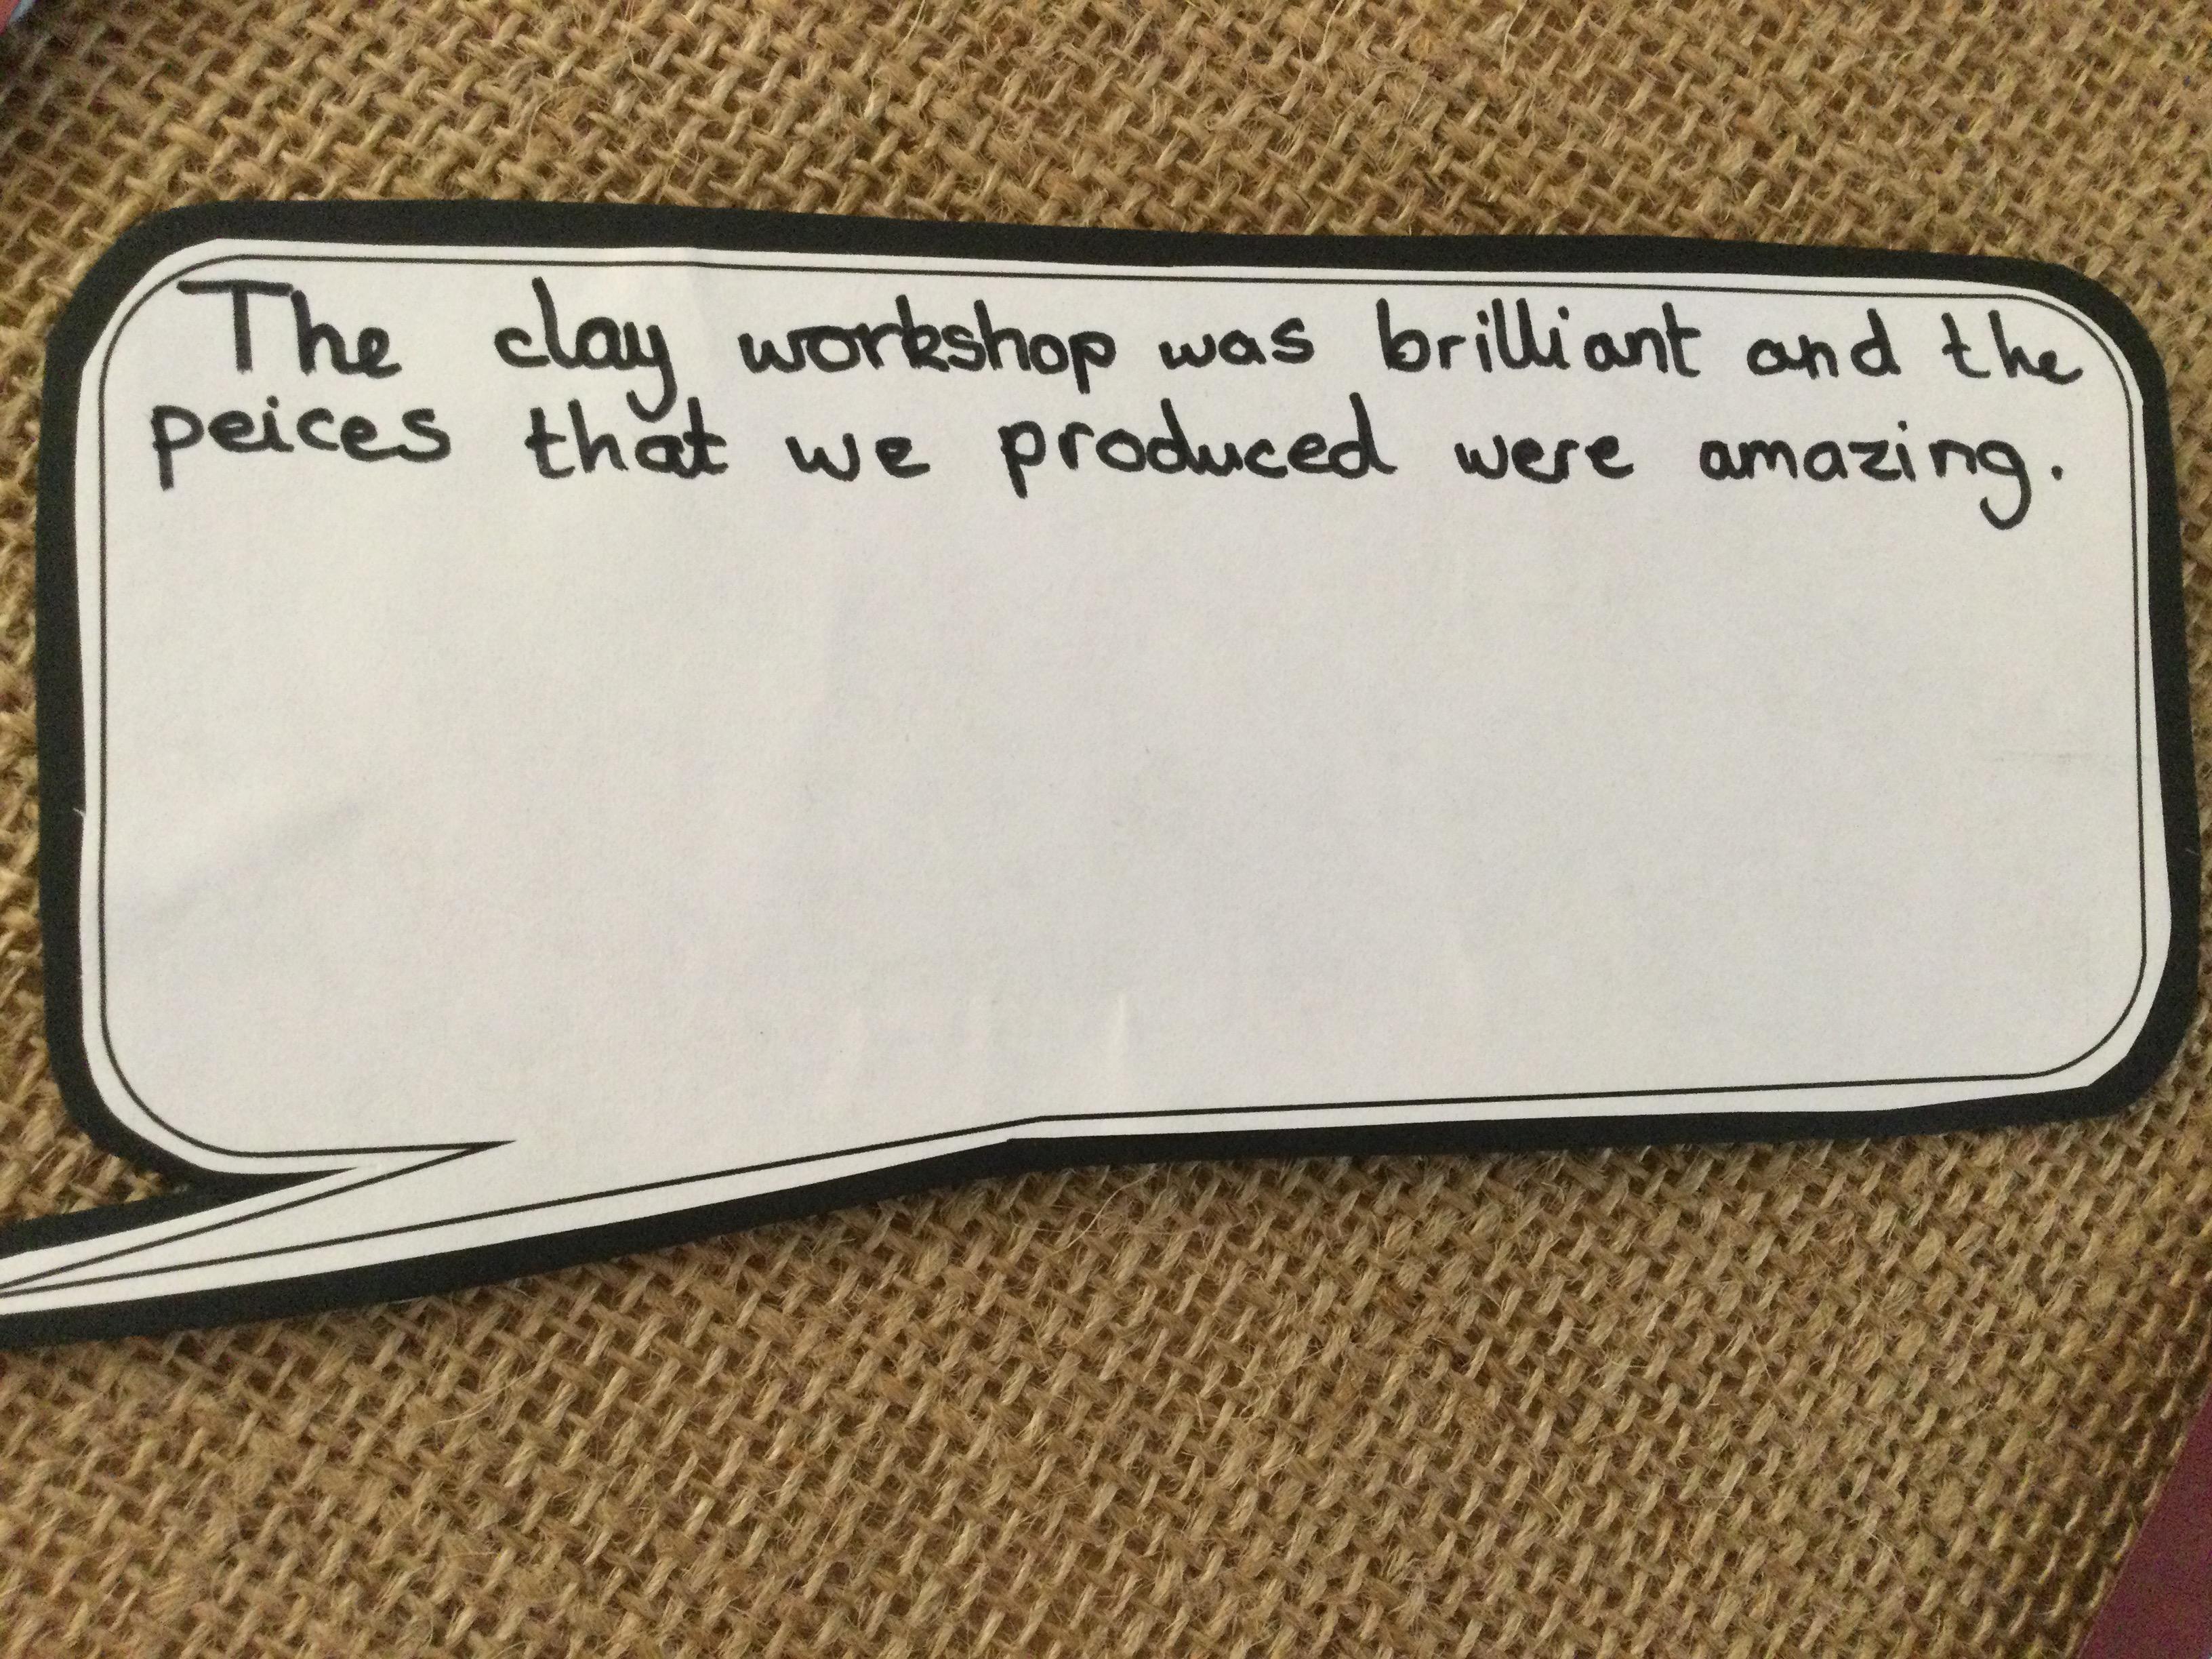 The clay workshop was brilliant and the
peices that we produced were amazing.